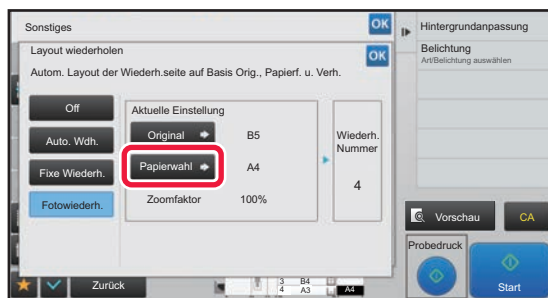 Sonstiges
OK
Layout wiederholen
OK
Autom. Layout der Wiederh.seite auf Basis Orig., Papierf. u. Verh.
Off
Auto. Wdh.
Fixe Wiederh.
Fotowiederh.
Aktuelle Einstellung
Original
B5
Papierwahl
A4
Zoomfaktor
100%
Wiederh.
Nummer
4
Hintergrundanpassung
Belichtung
Art/Belichtung auswählen
Vorschau
CA
Probedruck
Start
Zurück
3 B4
4 A3
A4